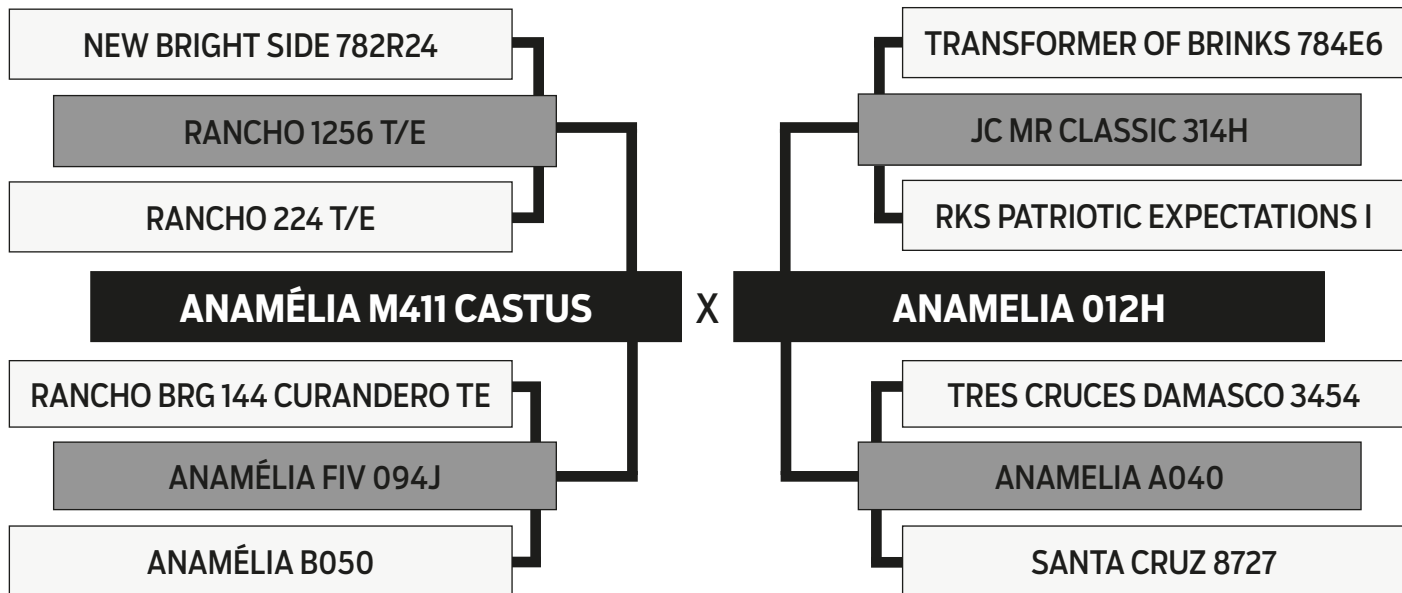 NEW BRIGHT SIDE 782R24
RANCHO 1256 T/E
RANCHO 224 T/E
TRANSFORMER OF BRINKS 784E6
JC MR CLASSIC 314H
RKS PATRIOTIC EXPECTATIONS I
ANAMÉLIA M411 CASTUS X ANAMELIA 012H
RANCHO BRG 144 CURANDERO TE
ANAMÉLIA FIV 094J
ANAMÉLIA B050
TRES CRUCES DAMASCO 3454
ANAMELIA A040
SANTA CRUZ 8727